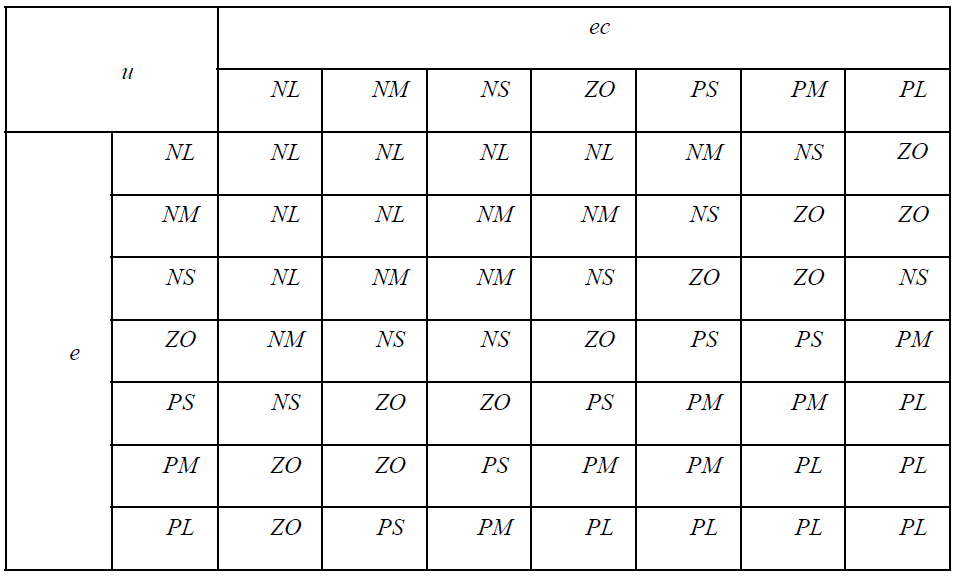 ec
u
NL NM NS ZO PS PM PL
NL NL NL NL NL NM NS ZO
NM NL NL NM NM NS ZO ZO
NS NL NM NM NS ZO ZO NS
e ZO NM NS NS ZO PS PS PM
PS NS ZO ZO PS PM PM PL
PM ZO ZO PS PM PM PL PL
PL ZO PS PM PL PL PL PL